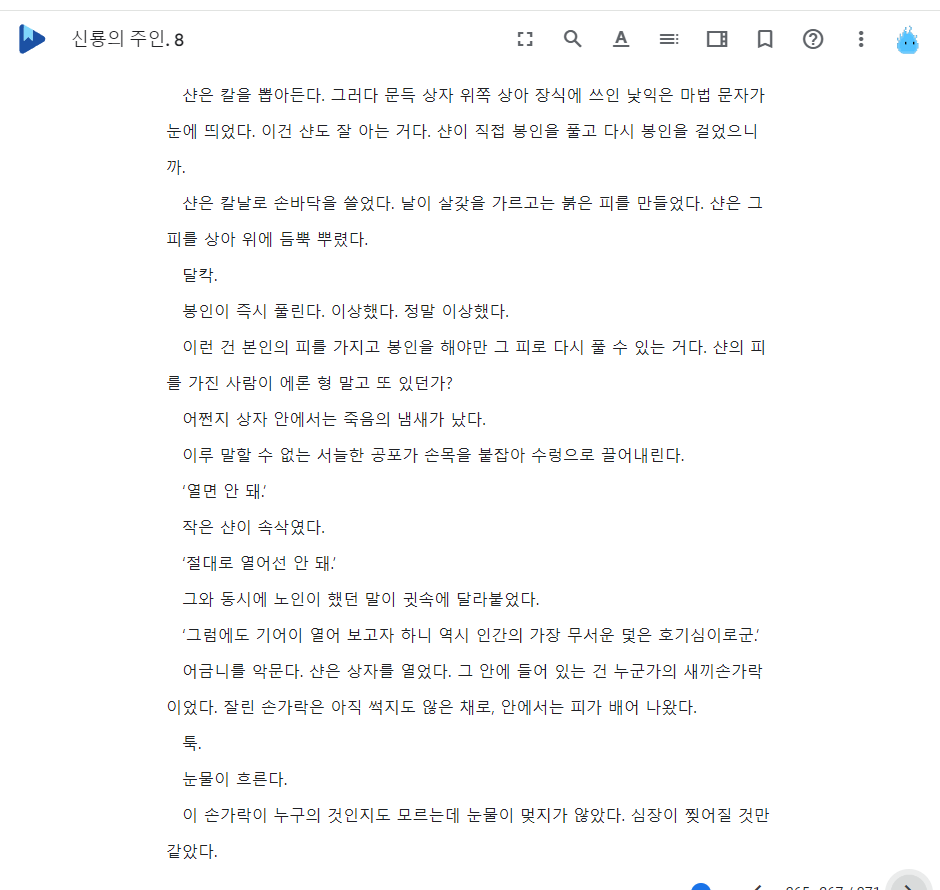 신룡의 주인. 8
샨은 칼을 뽑아든다. 그러다 문득 상자 위쪽 상아 장식에 쓰인 낯익은 마법 문자가
눈에 띄었다. 이건 샨도 잘 아는 거다. 샨이 직접 봉인을 풀고 다시 봉인을 걸었으니
까.
샨은 칼날로 손바닥을 쓸었다. 날이 살갗을 가르고는 붉은 피를 만들었다. 샨은 그
피를 상아 위에 듬뿍 뿌렸다.
달칵.
봉인이 즉시 풀린다. 이상했다. 정말 이상했다.
이런 건 본인의 피를 가지고 봉인을 해야만 그 피로 다시 풀 수 있는 거다. 샨의 피
를 가진 사람이 에론 형 말고 또 있던가?
어쩐지 상자 안에서는 죽음의 냄새가 났다.
이루 말할 수 없는 서늘한 공포가 손목을 붙잡아 수렁으로 끌어내린다.
‘열면 안 돼.’
작은 샨이 속삭였다.
‘절대로 열어선 안 돼.’
그와 동시에 노인이 했던 말이 귓속에 달라붙었다.
‘그럼에도 기어이 열어 보고자 하니 역시 인간의 가장 무서운 덫은 호기심이로군.’
어금니를 악문다. 샨은 상자를 열었다. 그 안에 들어 있는 건 누군가의 새끼손가락
이었다. 잘린 손가락은 아직 썩지도 않은 채로, 안에서는 피가 배어 나왔다.
툭.
눈물이 흐른다.
이 손가락이 누구의 것인지도 모르는데 눈물이 멎지가 않았다. 심장이 찢어질 것만
같았다.